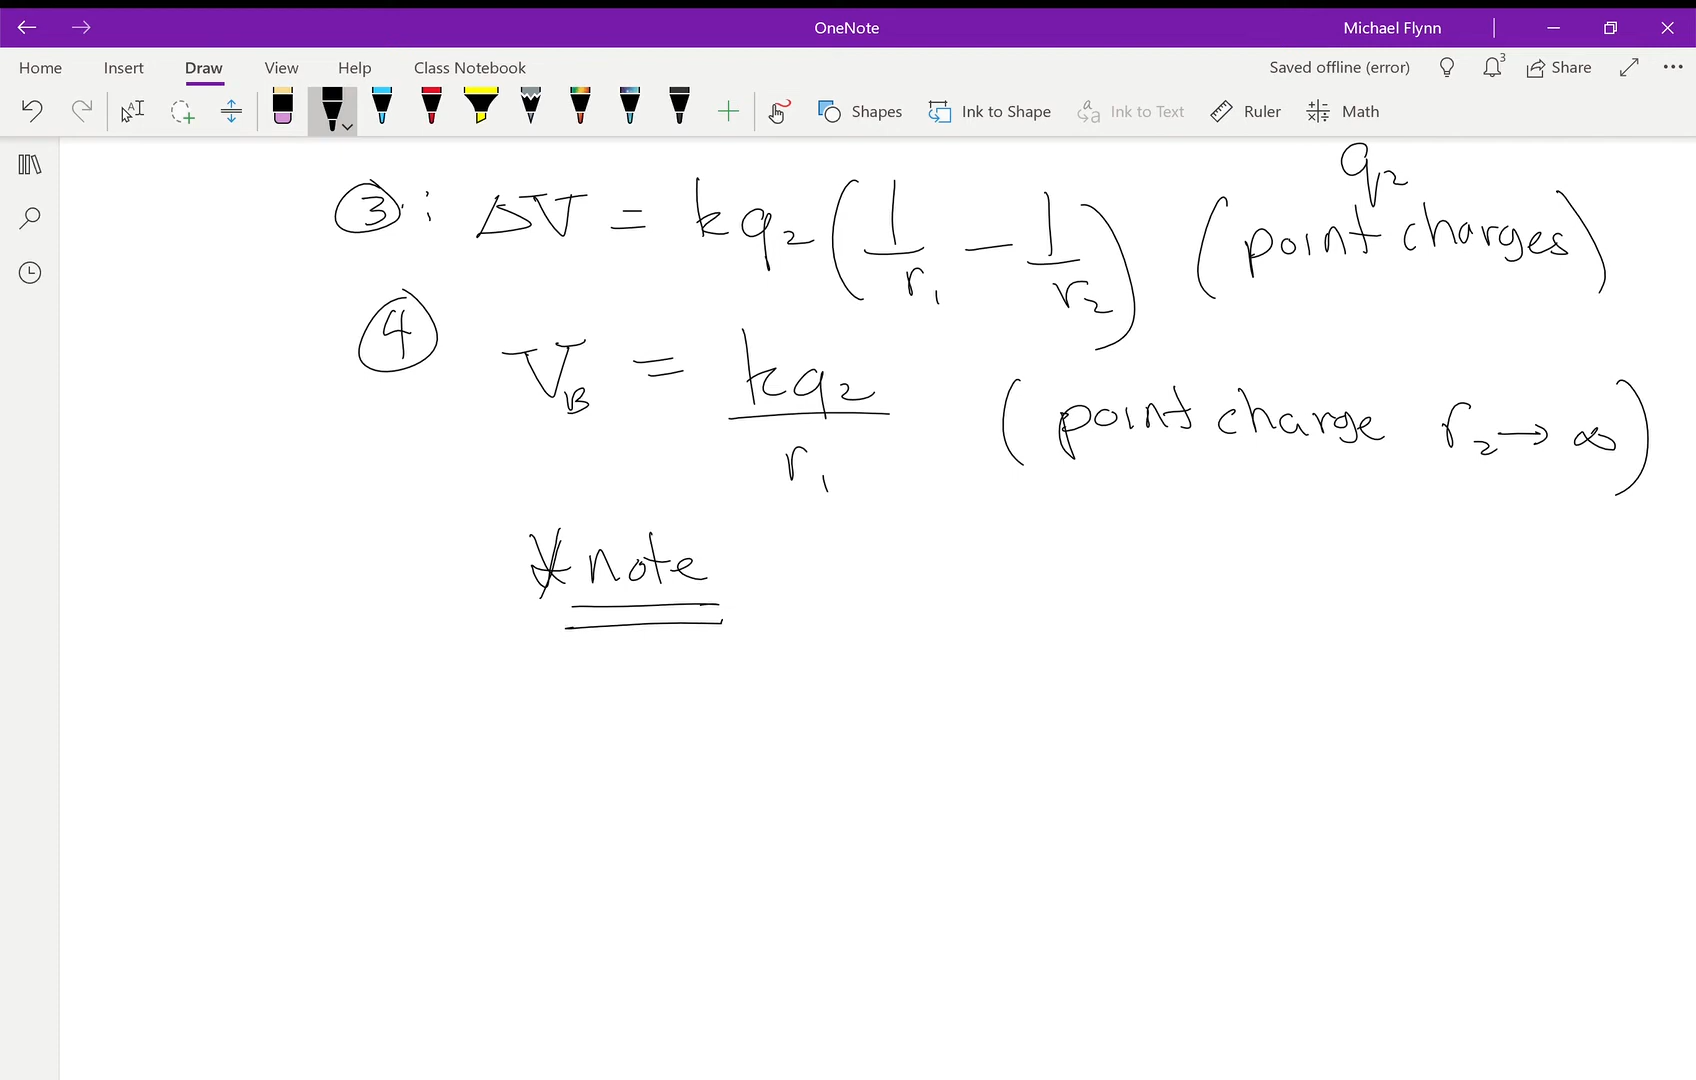 OneNote
Michael Flynn
Home Insert Draw View Help Class Notebook
Saved offline (error) 3 Share
Shapes Ink to Shape Ink to Text Ruler Math
q₂
③: ΔV = kq₂(1/r₁ − 1/r₂) (point charges)
④ V_B = kq₂/r₁ (point charge r₂ → ∞)
* note